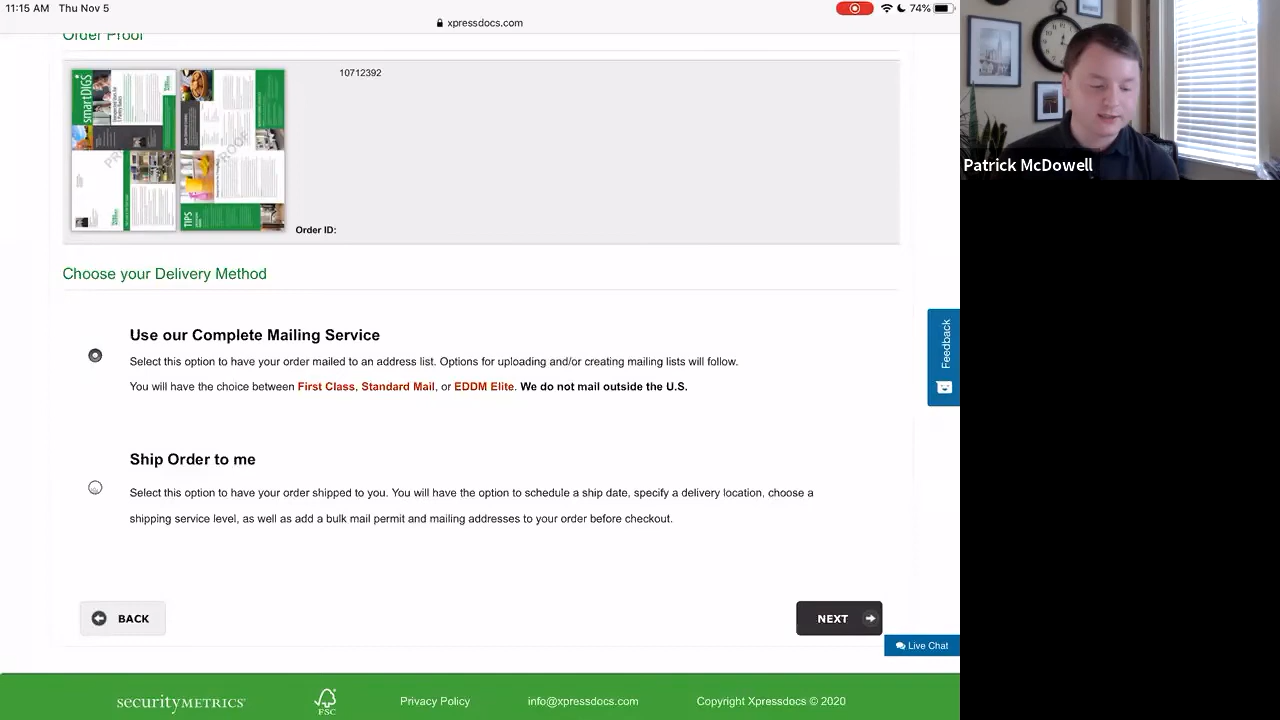 11:15 AM Thu Nov 5
74%
xpressdocs.com
Order Proof
10712392
smartDIGS
PROOF
TIPS
Order ID:
Choose your Delivery Method
Use our Complete Mailing Service
Select this option to have your order mailed to an address list. Options for uploading and/or creating mailing lists will follow.
You will have the choice between First Class, Standard Mail, or EDDM Elite. We do not mail outside the U.S.
Ship Order to me
Select this option to have your order shipped to you. You will have the option to schedule a ship date, specify a delivery location, choose a
shipping service level, as well as add a bulk mail permit and mailing addresses to your order before checkout.
BACK
NEXT
Feedback
Live Chat
securityMETRICS
FSC
Privacy Policy
info@xpressdocs.com
Copyright Xpressdocs © 2020
Patrick McDowell